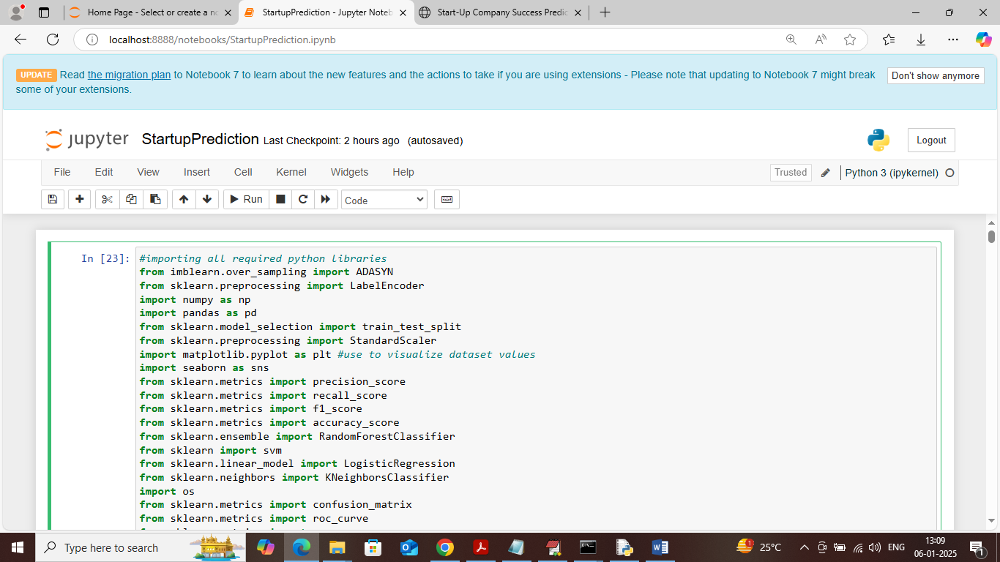 Home Page - Select or create a no
StartupPrediction - Jupyter Noteb
Start-Up Company Success Predic
localhost:8888/notebooks/StartupPrediction.ipynb
UPDATE Read the migration plan to Notebook 7 to learn about the new features and the actions to take if you are using extensions - Please note that updating to Notebook 7 might break
some of your extensions.
Don't show anymore
jupyter StartupPrediction Last Checkpoint: 2 hours ago (autosaved)
Logout
File Edit View Insert Cell Kernel Widgets Help
Trusted
Python 3 (ipykernel)
Run
Code
In [23]:
#importing all required python libraries
from imblearn.over_sampling import ADASYN
from sklearn.preprocessing import LabelEncoder
import numpy as np
import pandas as pd
from sklearn.model_selection import train_test_split
from sklearn.preprocessing import StandardScaler
import matplotlib.pyplot as plt #use to visualize dataset values
import seaborn as sns
from sklearn.metrics import precision_score
from sklearn.metrics import recall_score
from sklearn.metrics import f1_score
from sklearn.metrics import accuracy_score
from sklearn.ensemble import RandomForestClassifier
from sklearn import svm
from sklearn.linear_model import LogisticRegression
from sklearn.neighbors import KNeighborsClassifier
import os
from sklearn.metrics import confusion_matrix
from sklearn.metrics import roc_curve
Type here to search
1
25°C
ENG
13:09
06-01-2025
1